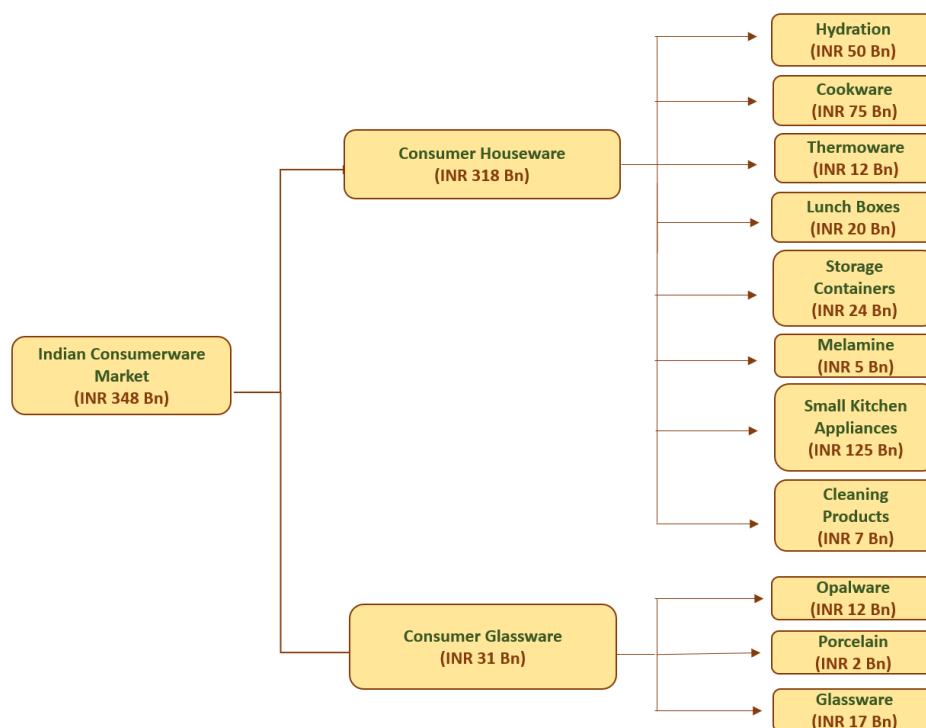 Indian Consumerware
Market
(INR 348 Bn)
Consumer Houseware
(INR 318 Bn)
Hydration
(INR 50 Bn)
Cookware
(INR 75 Bn)
Thermoware
(INR 12 Bn)
Lunch Boxes
(INR 20 Bn)
Storage
Containers
(INR 24 Bn)
Melamine
(INR 5 Bn)
Small Kitchen
Appliances
(INR 125 Bn)
Cleaning
Products
(INR 7 Bn)
Consumer Glassware
(INR 31 Bn)
Opalware
(INR 12 Bn)
Porcelain
(INR 2 Bn)
Glassware
(INR 17 Bn)